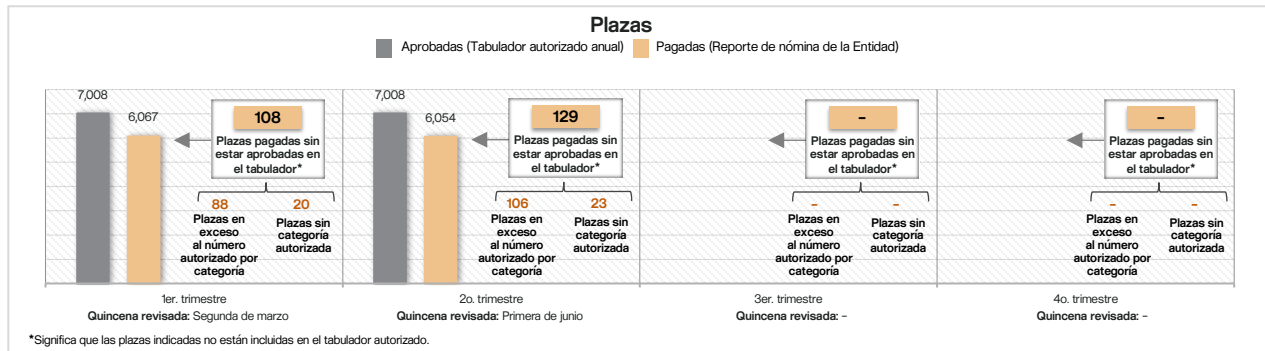 Plazas
Aprobadas (Tabulador autorizado anual)
Pagadas (Reporte de nómina de la Entidad)
7,008
6,067
108
Plazas pagadas sin
estar aprobadas en
el tabulador*
88
20
Plazas en
exceso
al número
autorizado por
categoría
Plazas sin
categoría
autorizada
1er. trimestre
Quincena revisada: Segunda de marzo
7,008
6,054
129
Plazas pagadas sin
estar aprobadas en
el tabulador*
106
23
Plazas en
exceso
al número
autorizado por
categoría
Plazas sin
categoría
autorizada
2o. trimestre
Quincena revisada: Primera de junio
-
Plazas pagadas sin
estar aprobadas en
el tabulador*
-
-
Plazas en
exceso
al número
autorizado por
categoría
Plazas sin
categoría
autorizada
3er. trimestre
Quincena revisada: -
-
Plazas pagadas sin
estar aprobadas en
el tabulador*
-
-
Plazas en
exceso
al número
autorizado por
categoría
Plazas sin
categoría
autorizada
4o. trimestre
Quincena revisada: -
*Significa que las plazas indicadas no están incluidas en el tabulador autorizado.